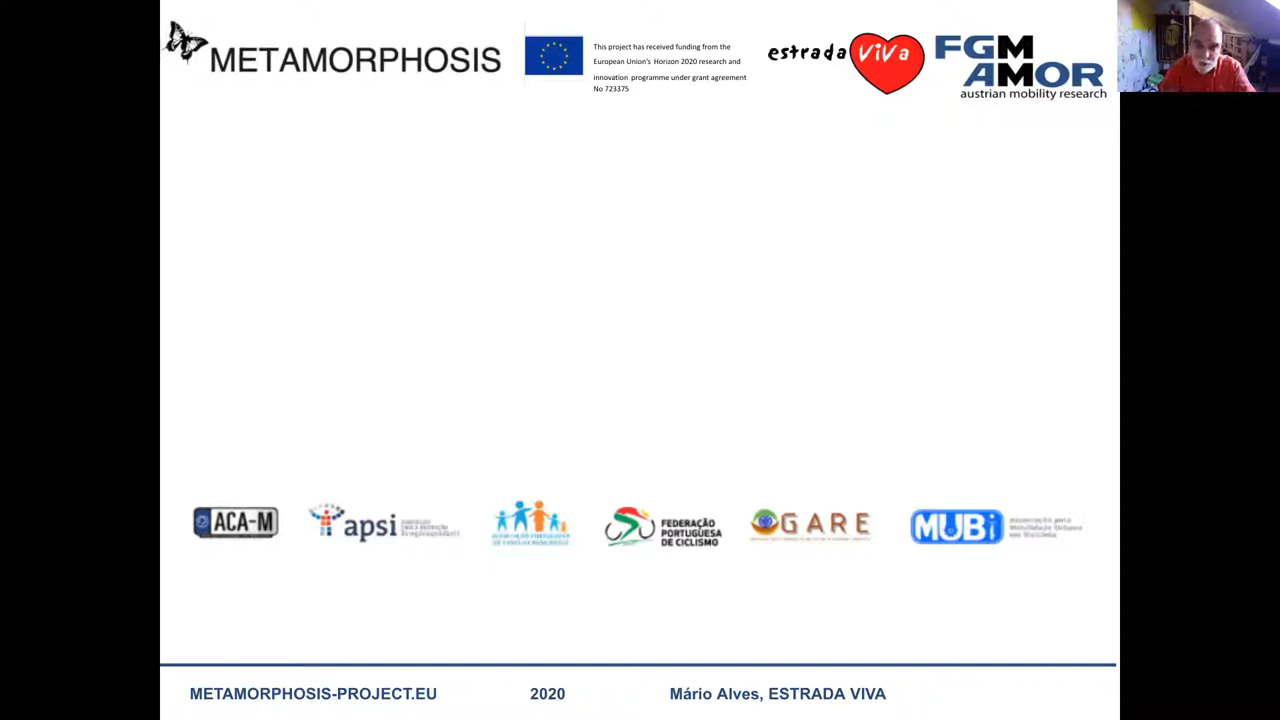 METAMORPHOSIS
This project has received funding from the
European Union's Horizon 2020 research and
innovation programme under grant agreement
No 723375
estrada viva
FGM
AMOR
austrian mobility research
ACA-M
apsi
FEDERAÇÃO
PORTUGUESA
DE CICLISMO
GARE
MUBi
METAMORPHOSIS-PROJECT.EU 2020 Mário Alves, ESTRADA VIVA